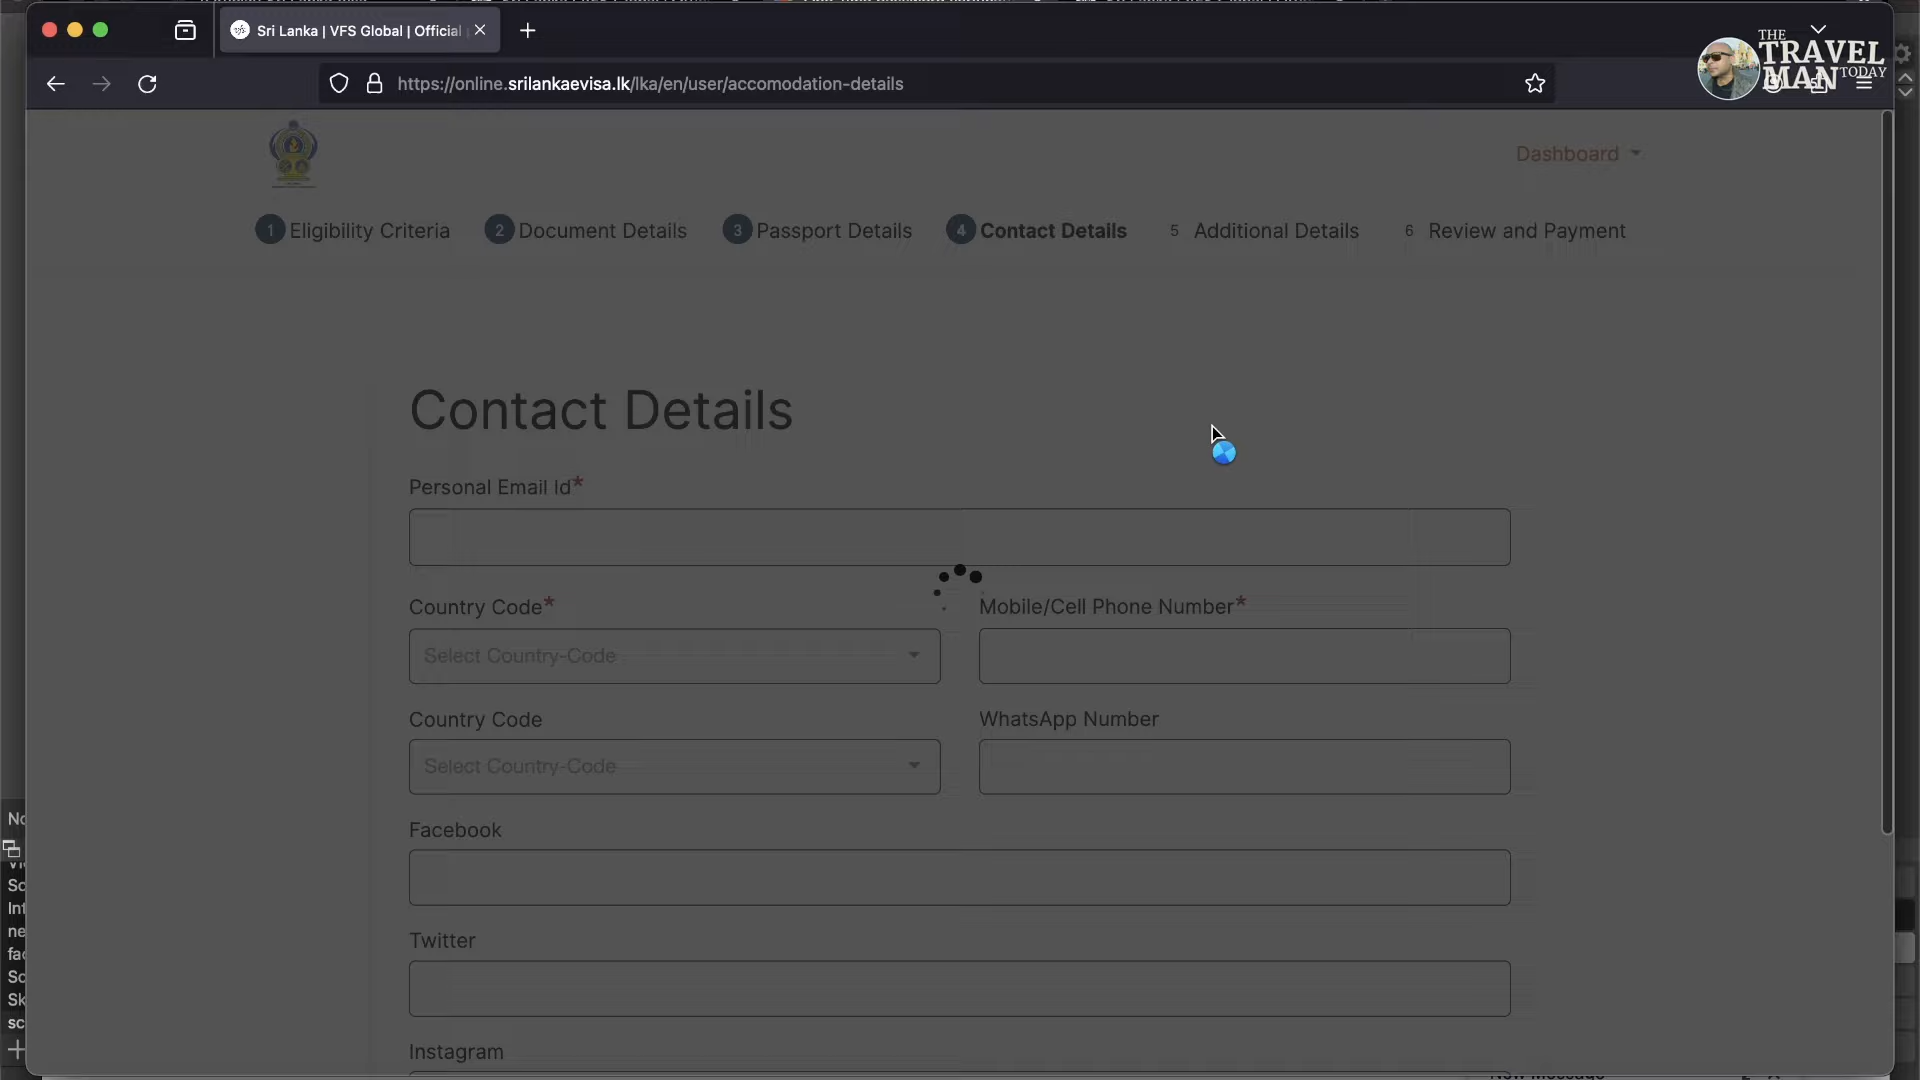 Sri Lanka | VFS Global | Official
https://online.srilankaevisa.lk/lka/en/user/accomodation-details
THE
TRAVEL
MAN TODAY
Dashboard
1 Eligibility Criteria 2 Document Details 3 Passport Details 4 Contact Details 5 Additional Details 6 Review and Payment
Contact Details
Personal Email Id*
Country Code* Mobile/Cell Phone Number*
Select Country-Code
Country Code WhatsApp Number
Select Country-Code
Facebook
Twitter
Instagram